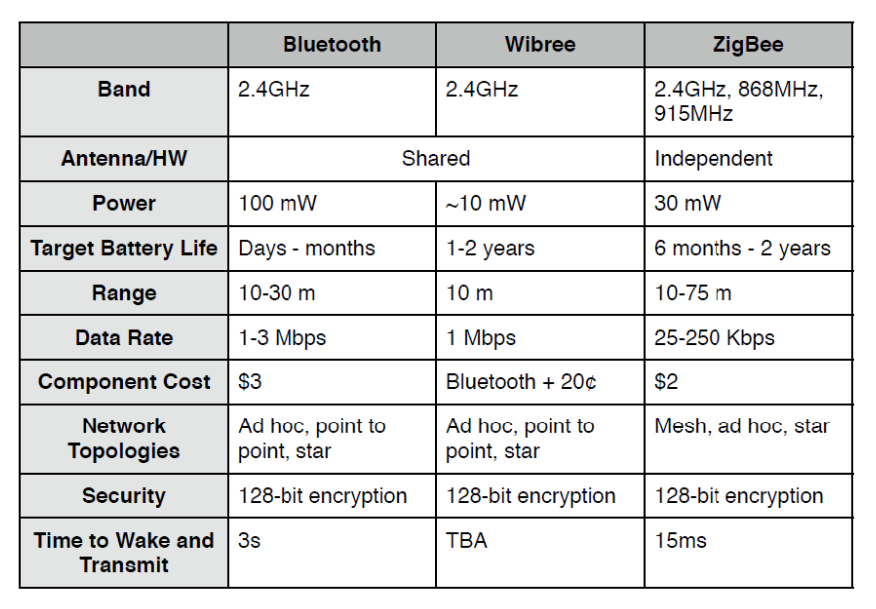 Bluetooth Wibree ZigBee
Band 2.4GHz 2.4GHz 2.4GHz, 868MHz,
915MHz
Antenna/HW Shared Independent
Power 100 mW ~10 mW 30 mW
Target Battery Life Days - months 1-2 years 6 months - 2 years
Range 10-30 m 10 m 10-75 m
Data Rate 1-3 Mbps 1 Mbps 25-250 Kbps
Component Cost $3 Bluetooth + 20¢ $2
Network Ad hoc, point to Ad hoc, point to Mesh, ad hoc, star
Topologies point, star point, star
Security 128-bit encryption 128-bit encryption 128-bit encryption
Time to Wake and 3s TBA 15ms
Transmit